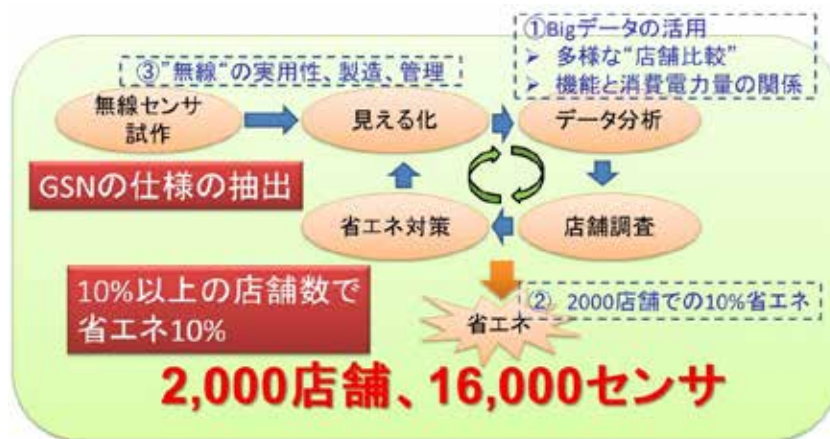 ①Bigデータの活用
➢ 多様な“店舗比較”
➢ 機能と消費電力量の関係
③”無線“の実用性、製造、管理
無線センサ
試作
見える化
データ分析
GSNの仕様の抽出
省エネ対策
店舗調査
10%以上の店舗数で
省エネ10%
省エネ
② 2000店舗での10%省エネ
2,000店舗、16,000センサ